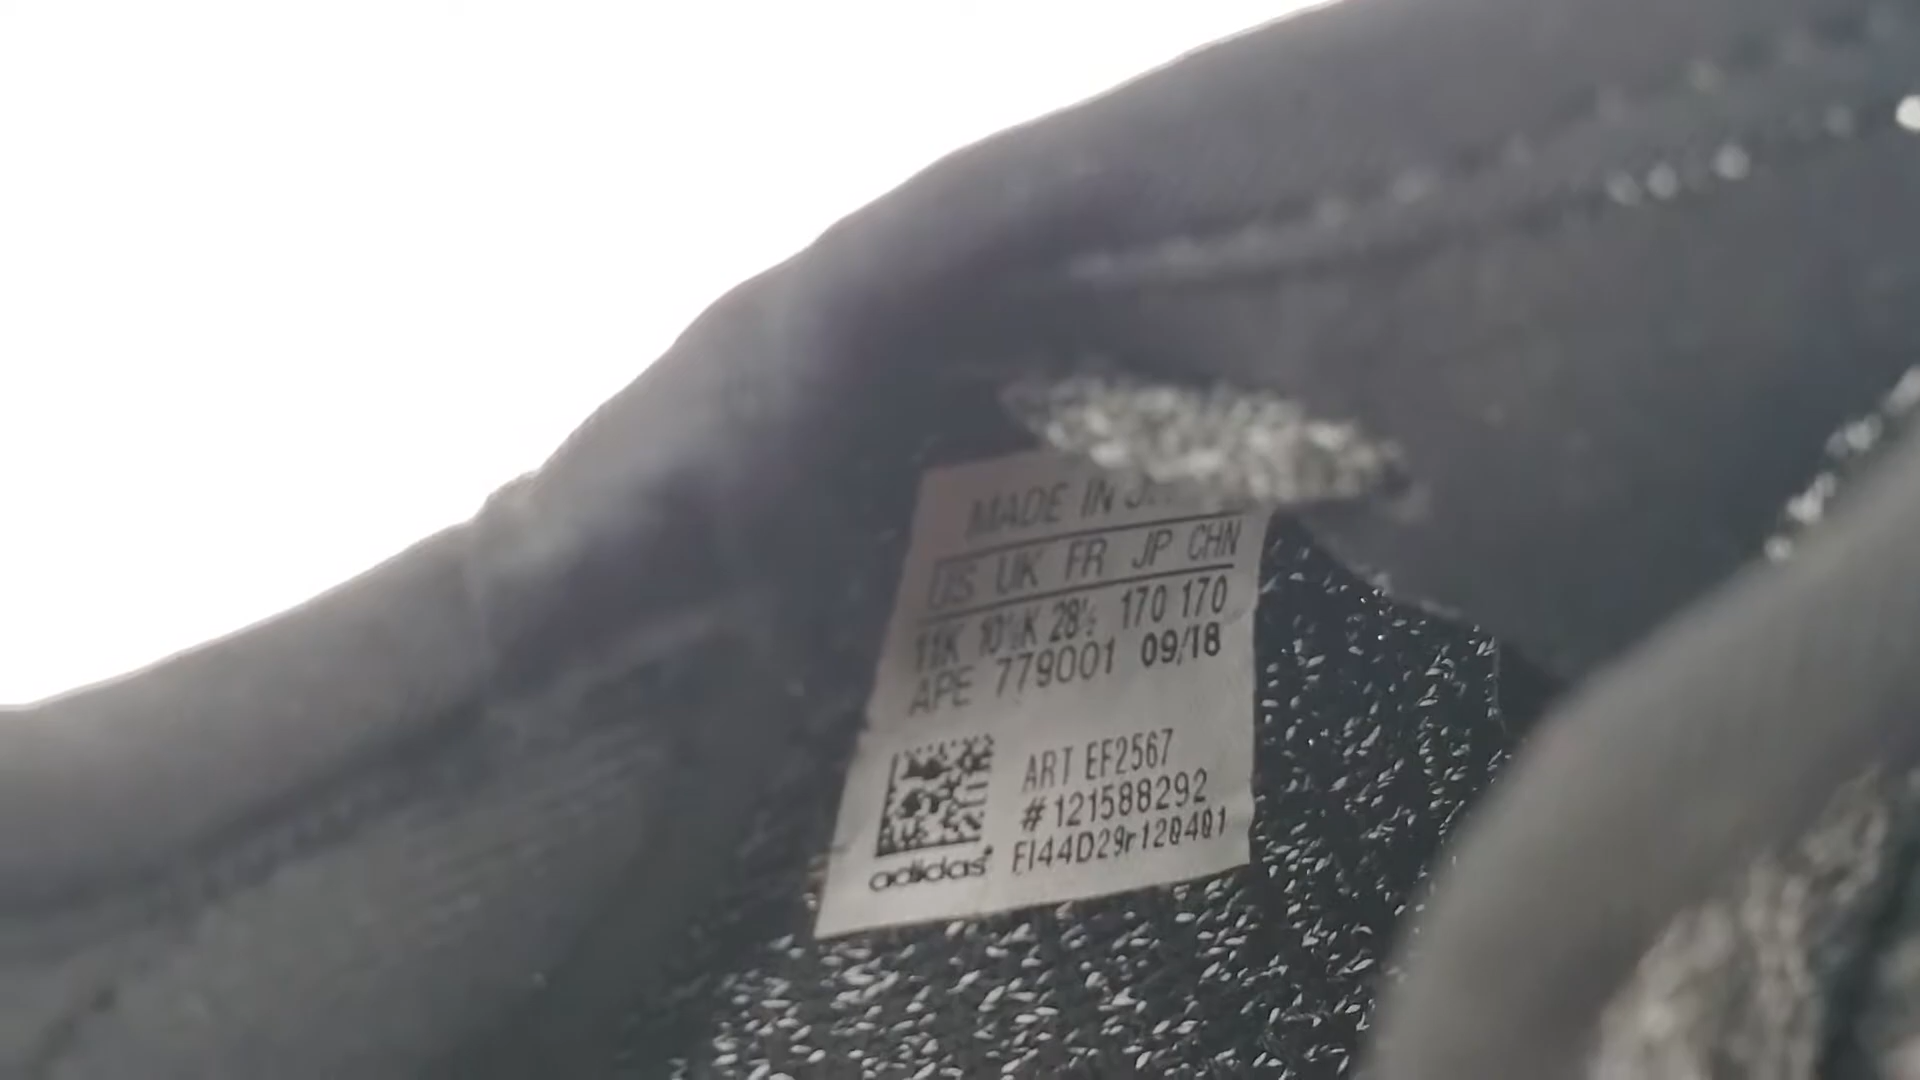 MADE IN
US UK FR JP CHN
11K 10½K 28½ 170 170
APE 779001 09/18
ART EF2567
#121588292
FI44D29r12Q4Q1
adidas